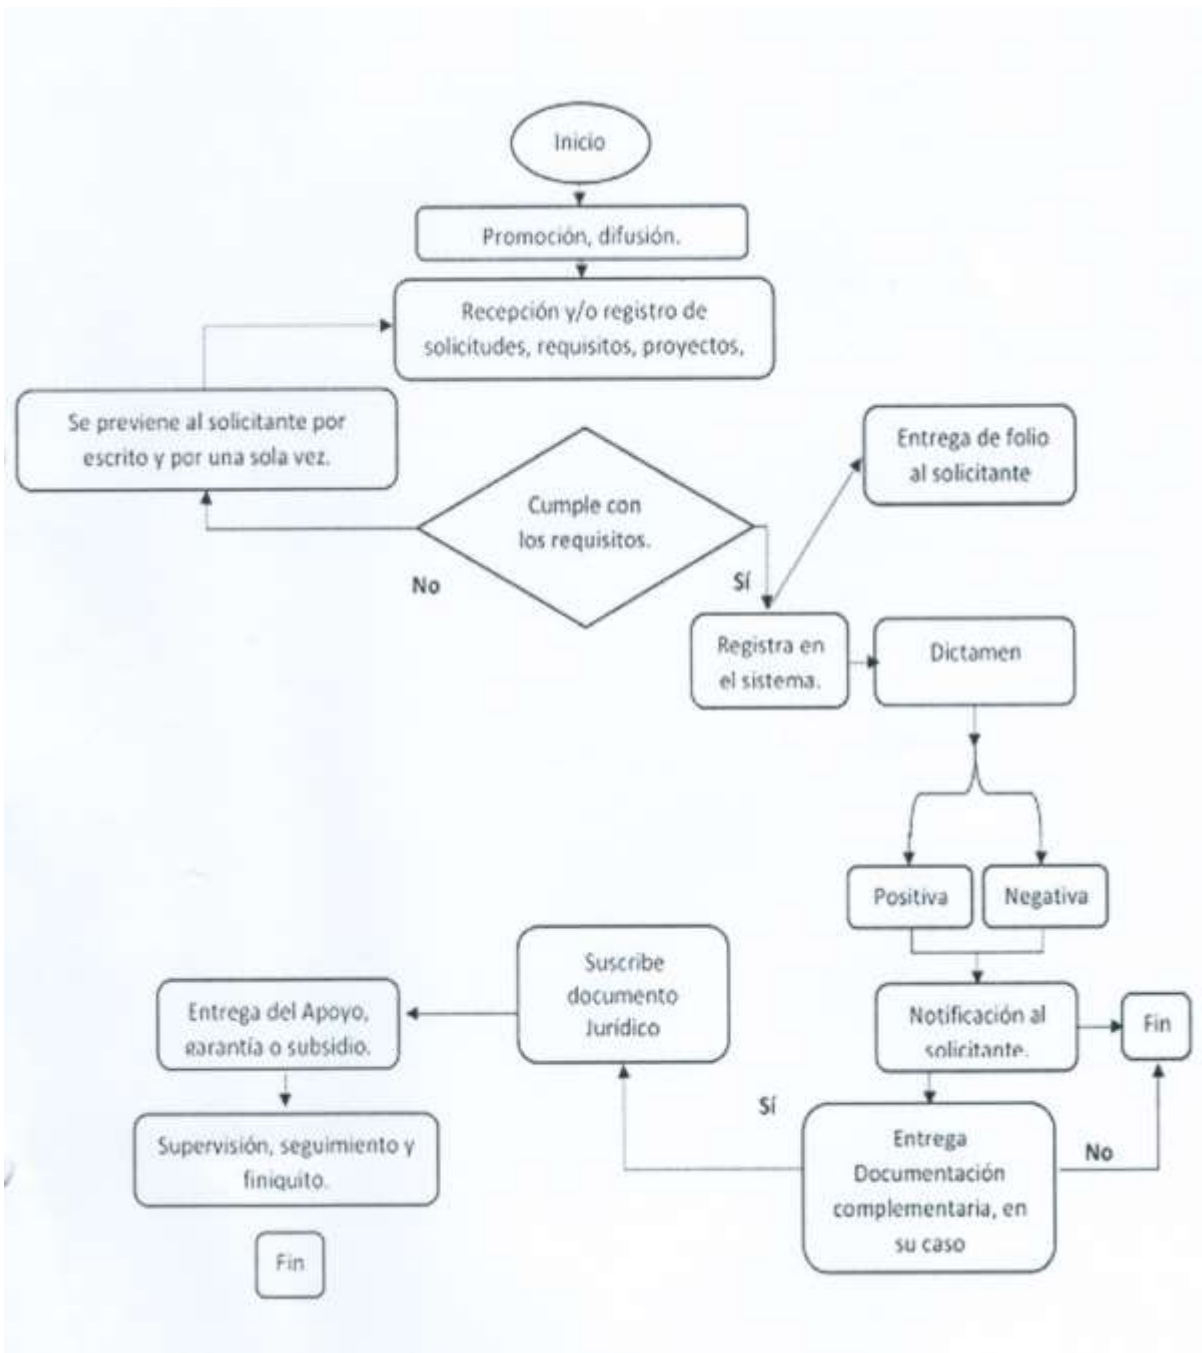 Inicio
Promoción, difusión.
Recepción y/o registro de
solicitudes, requisitos, proyectos,
Se previene al solicitante por
escrito y por una sola vez.
Entrega de folio
al solicitante
Cumple con
los requisitos.
No
Sí
Registra en
el sistema.
Dictamen
Positiva
Negativa
Suscribe
documento
Jurídico
Entrega del Apoyo,
garantía o subsidio.
Notificación al
solicitante.
Fin
Sí
Entrega
Documentación
complementaria, en
su caso
No
Supervisión, seguimiento y
finiquito.
Fin